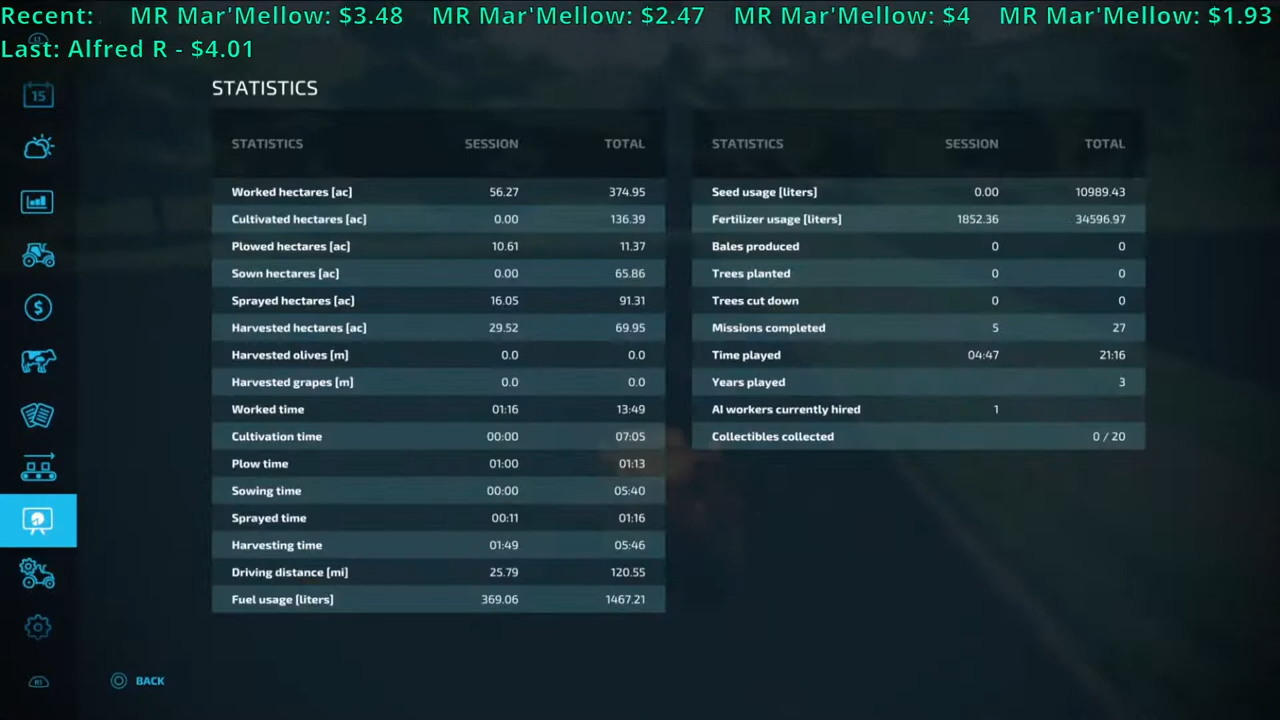 Recent: MR Mar'Mellow: $3.48 MR Mar'Mellow: $2.47 MR Mar'Mellow: $4 MR Mar'Mellow: $1.93
Last: Alfred R - $4.01
15
STATISTICS
STATISTICS SESSION TOTAL
Worked hectares [ac] 56.27 374.95
Cultivated hectares [ac] 0.00 136.39
Plowed hectares [ac] 10.61 11.37
Sown hectares [ac] 0.00 65.86
Sprayed hectares [ac] 16.05 91.31
Harvested hectares [ac] 29.52 69.95
Harvested olives [m] 0.0 0.0
Harvested grapes [m] 0.0 0.0
Worked time 01:16 13:49
Cultivation time 00:00 07:05
Plow time 01:00 01:13
Sowing time 00:00 05:40
Sprayed time 00:11 01:16
Harvesting time 01:49 05:46
Driving distance [mi] 25.79 120.55
Fuel usage [liters] 369.06 1467.21
STATISTICS SESSION TOTAL
Seed usage [liters] 0.00 10989.43
Fertilizer usage [liters] 1852.36 34596.97
Bales produced 0 0
Trees planted 0 0
Trees cut down 0 0
Missions completed 5 27
Time played 04:47 21:16
Years played 3
AI workers currently hired 1
Collectibles collected 0 / 20
R1
BACK